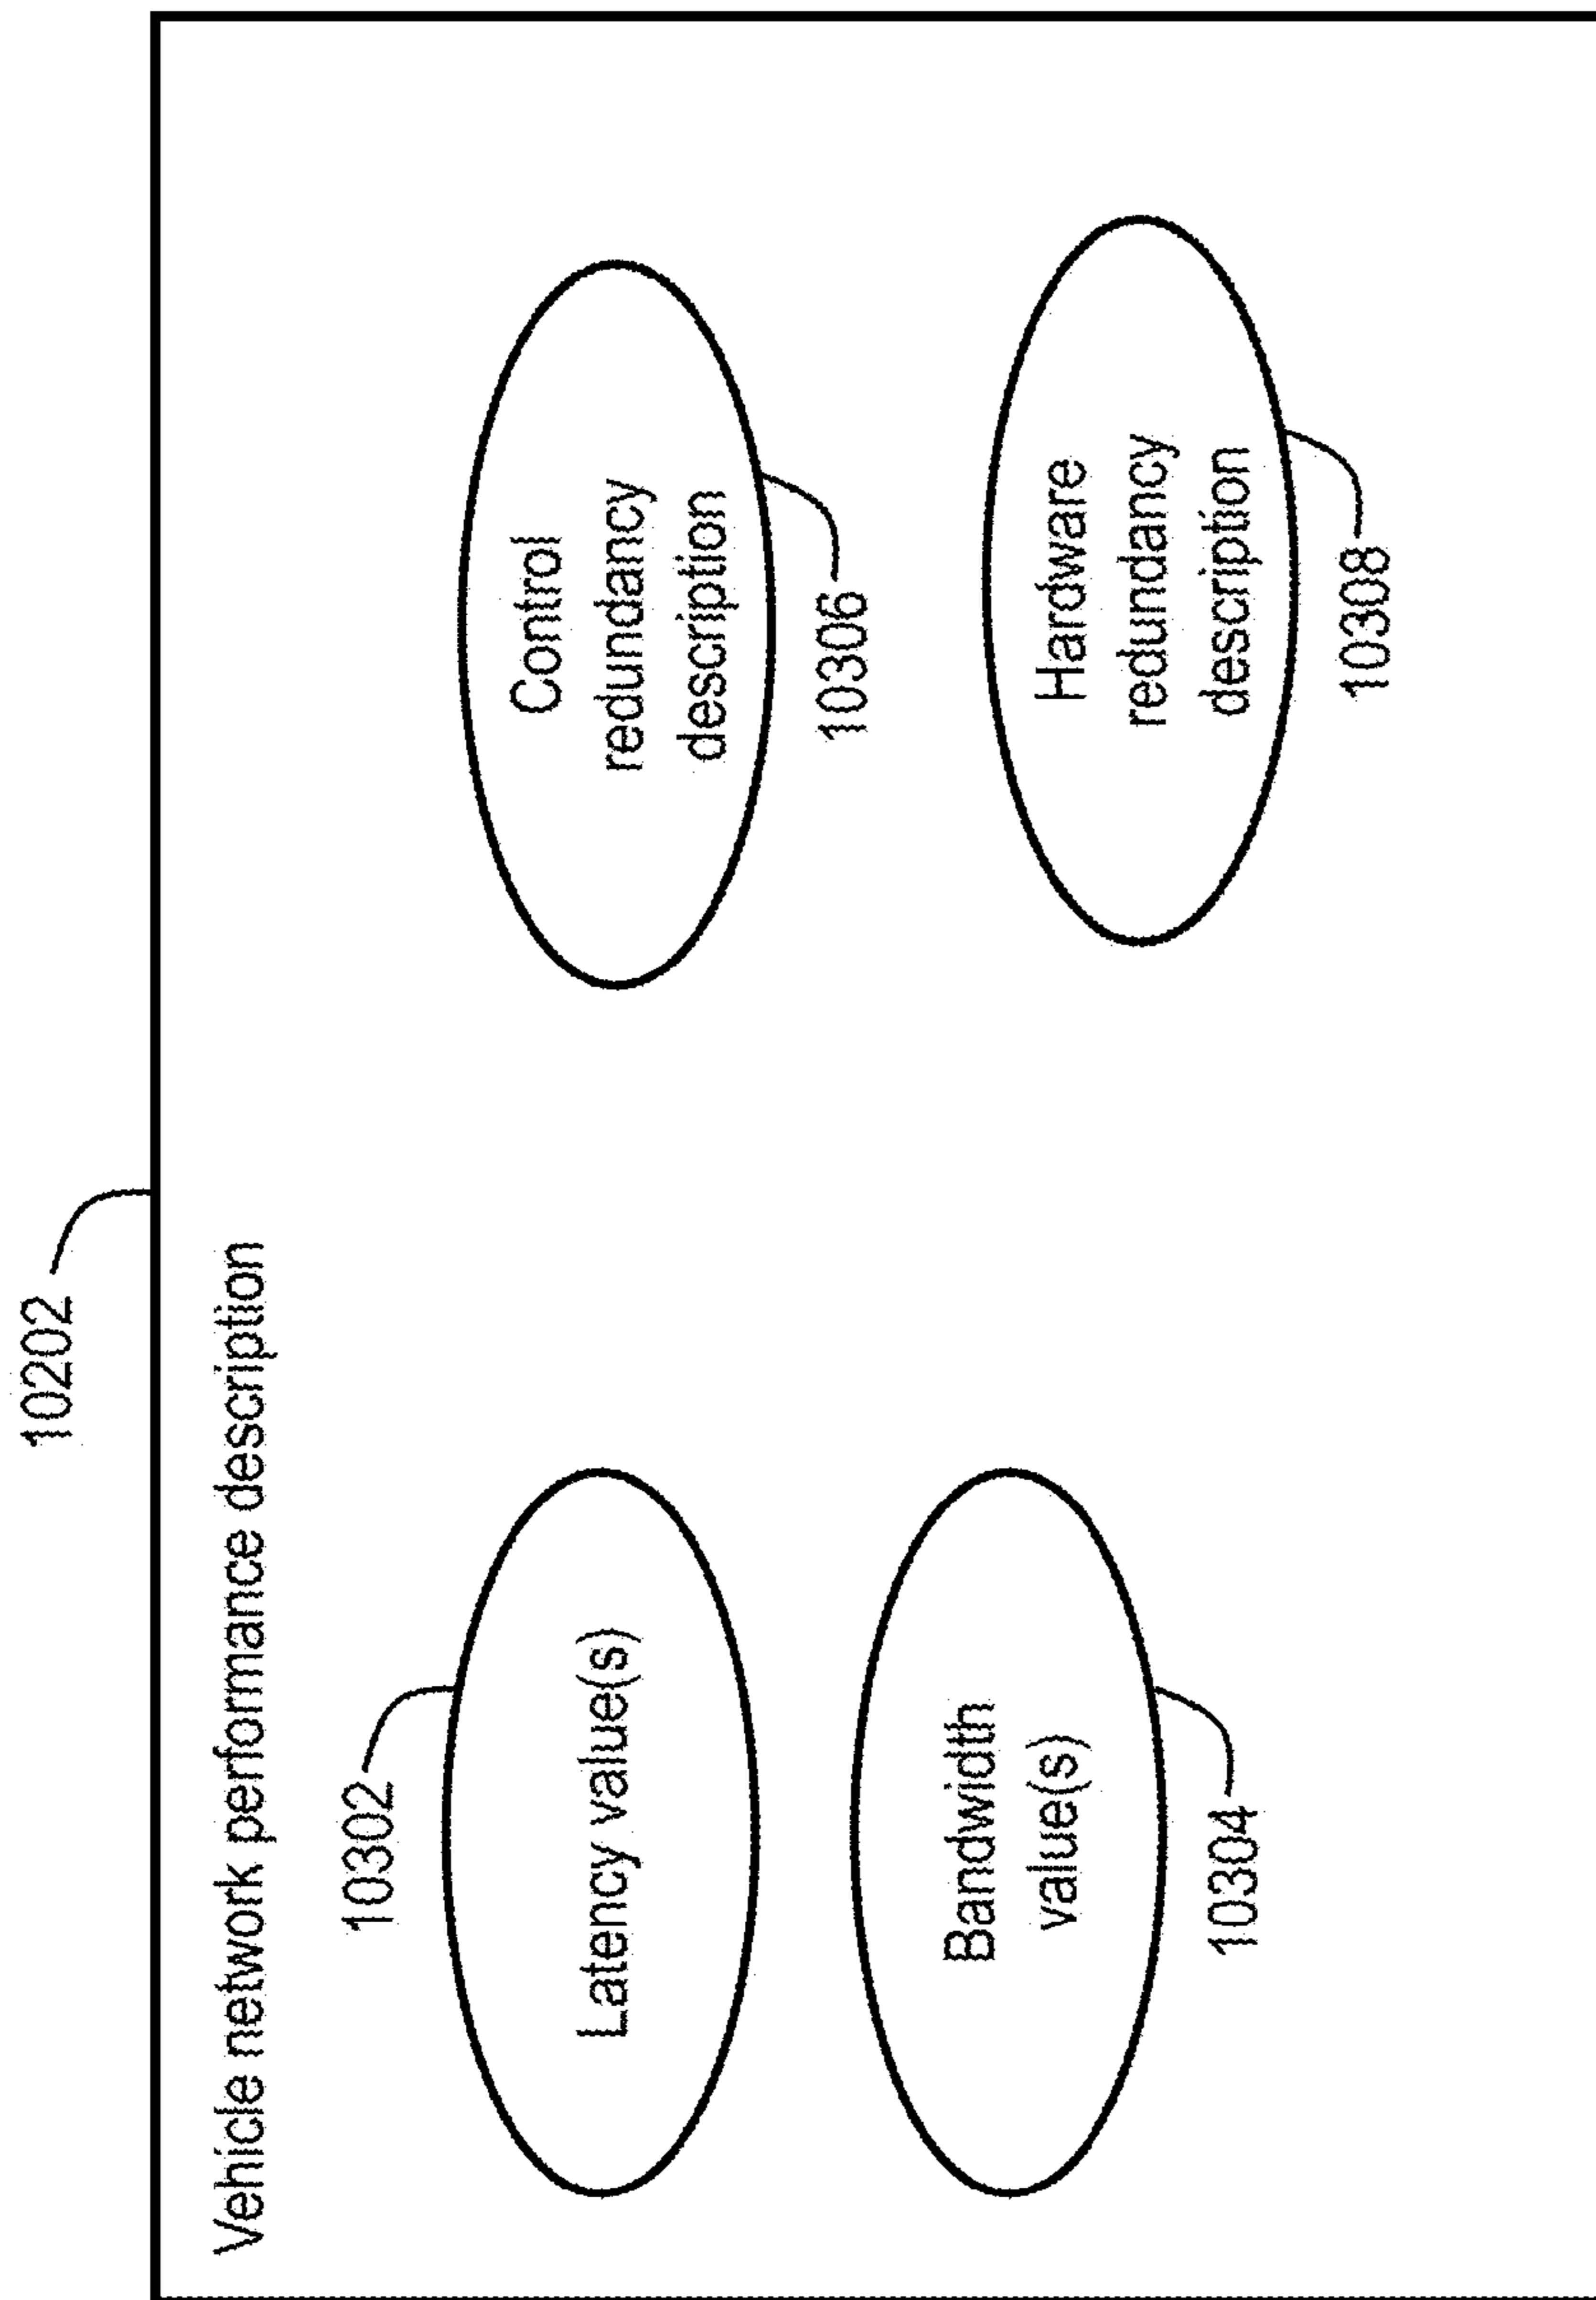 10202
Vehicle network performance description
10302
Latency value(s)
Bandwidth
value(s)
10304
Control
redundancy
description
10306
Hardware
redundancy
description
10308